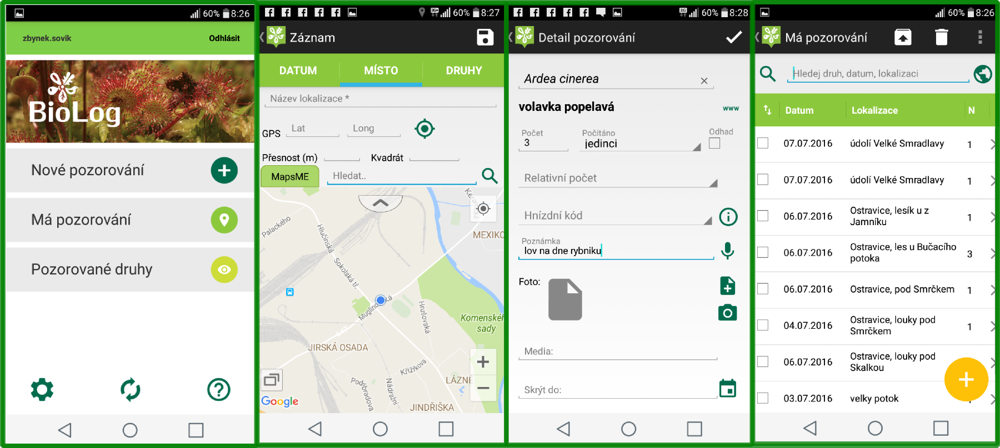 60% 8:26
zbynek.sovik Odhlásit
BioLog
Nové pozorování
Má pozorování
Pozorované druhy
3G+ 60% 8:27
Záznam
DATUM MÍSTO DRUHY
Název lokalizace *
GPS Lat Long
Přesnost (m) Kvadrát
MapsME Hledat..
Palackého
Hlučínská
Sokolská tř.
MEXIKO
Muglinovská
Hrušovská
647
Komenského
sady
JIRSKÁ OSADA
Křižíkova
Poděbradova
Nádražní
LÁZNĚ
JINDŘIŠKA
Google
3G 60% 8:28
Detail pozorování
Ardea cinerea
volavka popelavá www
Počet Počítáno Odhad
3 jedinci
Relativní počet
Hnízdní kód
Poznámka
lov na dne rybniku
Foto:
Media:
Skrýt do:
60% 8:26
Má pozorování
Hledej druh, datum, lokalizaci
Datum Lokalizace N
07.07.2016 údolí Velké Smradlavy 1
07.07.2016 údolí Velké Smradlavy 1
06.07.2016 Ostravice, lesík u z
Jamníku 1
06.07.2016 Ostravice, les u Bučacího
potoka 3
06.07.2016 Ostravice, pod Smrčkem 1
04.07.2016 Ostravice, louky pod
Smrčkem 1
06.07.2016 Ostravice, louky pod
Skalkou
03.07.2016 velky potok